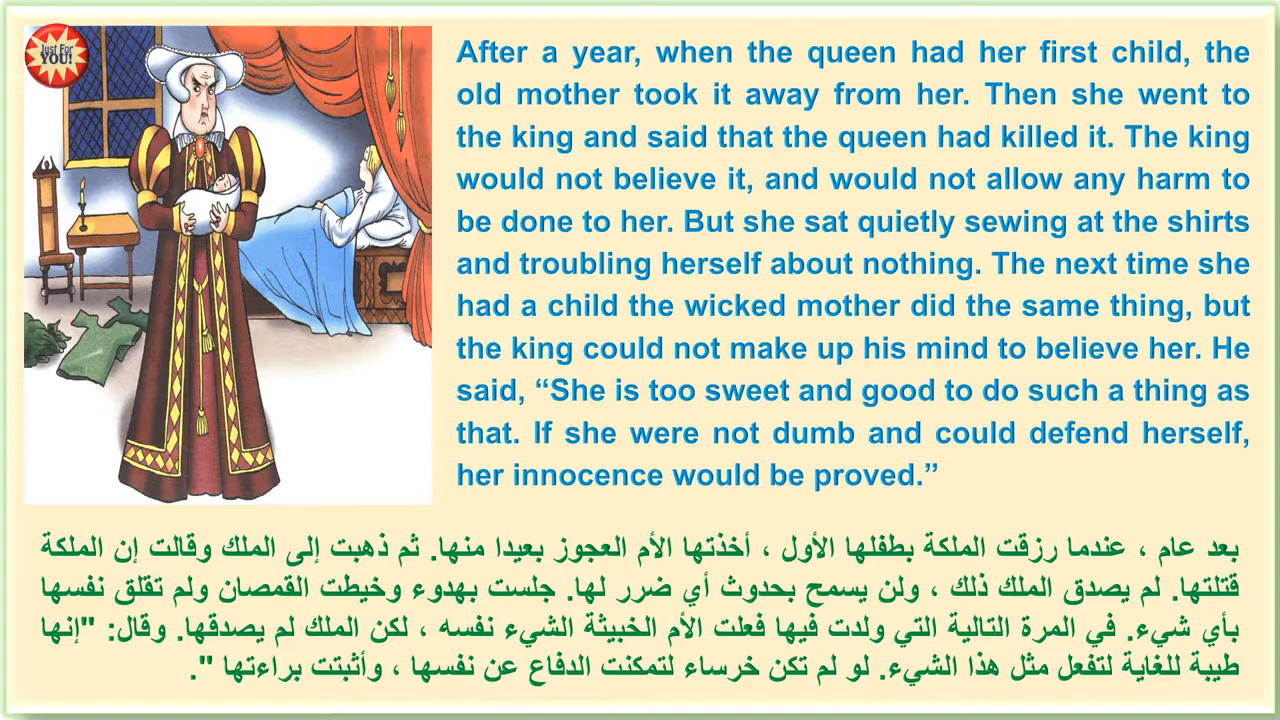 Just For
YOU!
After a year, when the queen had her first child, the
old mother took it away from her. Then she went to
the king and said that the queen had killed it. The king
would not believe it, and would not allow any harm to
be done to her. But she sat quietly sewing at the shirts
and troubling herself about nothing. The next time she
had a child the wicked mother did the same thing, but
the king could not make up his mind to believe her. He
said, “She is too sweet and good to do such a thing as
that. If she were not dumb and could defend herself,
her innocence would be proved.”
بعد عام ، عندما رزقت الملكة بطفلها الأول ، أخذتها الأم العجوز بعيدا منها. ثم ذهبت إلى الملك وقالت إن الملكة
قتلتها. لم يصدق الملك ذلك ، ولن يسمح بحدوث أي ضرر لها. جلست بهدوء وخيطت القمصان ولم تقلق نفسها
بأي شيء. في المرة التالية التي ولدت فيها فعلت الأم الخبيثة الشيء نفسه ، لكن الملك لم يصدقها. وقال: "إنها
طيبة للغاية لتفعل مثل هذا الشيء. لو لم تكن خرساء لتمكنت الدفاع عن نفسها ، وأثبتت براءتها ".